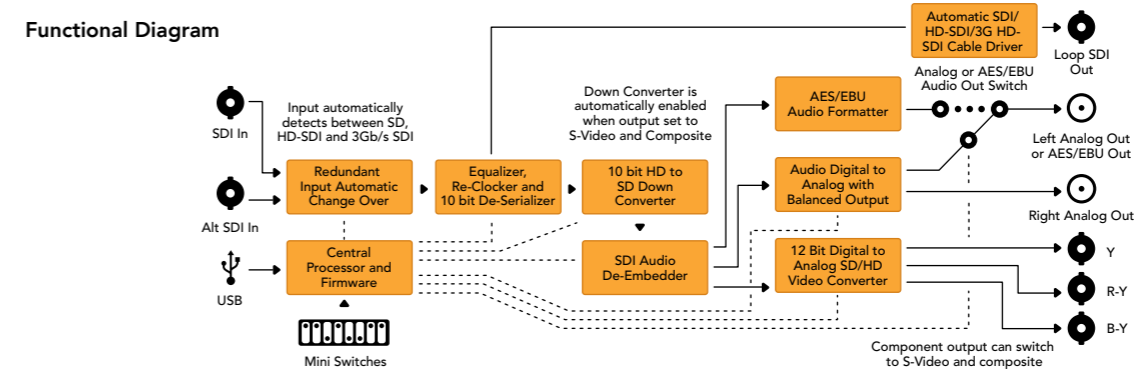 Functional Diagram
Automatic SDI/
HD-SDI/3G HD-
SDI Cable Driver
Loop SDI
Out
Analog or AES/EBU
Audio Out Switch
Down Converter is
automatically enabled
when output set to
S-Video and Composite
AES/EBU
Audio Formatter
Input automatically
detects between SD,
HD-SDI and 3Gb/s SDI
SDI In
Left Analog Out
or AES/EBU Out
Redundant
Input Automatic
Change Over
Equalizer,
Re-Clocker and
10 bit De-Serializer
10 bit HD to
SD Down
Converter
Audio Digital to
Analog with
Balanced Output
Alt SDI In
Right Analog Out
Central
Processor and
Firmware
SDI Audio
De-Embedder
12 Bit Digital to
Analog SD/HD
Video Converter
Y
USB
R-Y
B-Y
Mini Switches
Component output can switch
to S-Video and composite